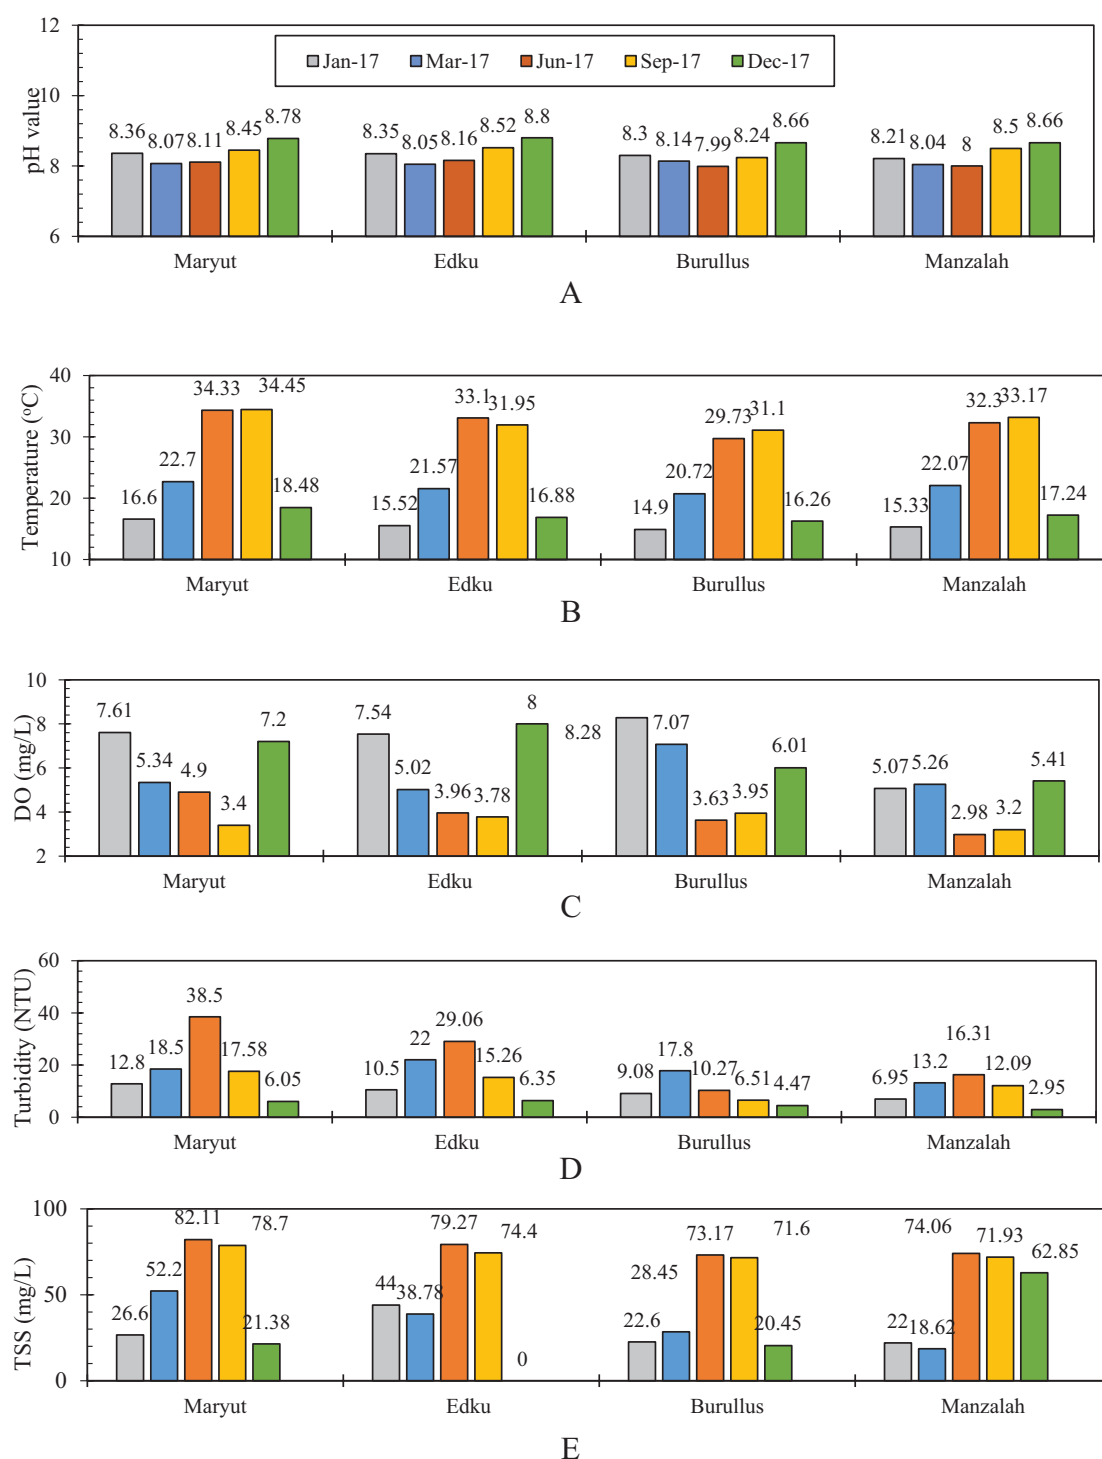 12
10
8
6
pH value
Jan-17 Mar-17 Jun-17 Sep-17 Dec-17
8.36 8.07 8.11 8.45 8.78 8.35 8.05 8.16 8.52 8.8 8.3 8.14 7.99 8.24 8.66 8.21 8.04 8 8.5 8.66
Maryut Edku Burullus Manzalah
A
40
30
20
10
Temperature (°C)
16.6 22.7 34.33 34.45 18.48 15.52 21.57 33.1 31.95 16.88 14.9 20.72 29.73 31.1 16.26 15.33 22.07 32.3 33.17 17.24
Maryut Edku Burullus Manzalah
B
10
8
6
4
2
DO (mg/L)
7.61 5.34 4.9 3.4 7.2 7.54 5.02 3.96 3.78 8 8.28 7.07 3.63 3.95 6.01 5.07 5.26 2.98 3.2 5.41
Maryut Edku Burullus Manzalah
C
60
40
20
0
Turbidity (NTU)
12.8 18.5 38.5 17.58 6.05 10.5 22 29.06 15.26 6.35 9.08 17.8 10.27 6.51 4.47 6.95 13.2 16.31 12.09 2.95
Maryut Edku Burullus Manzalah
D
100
50
0
TSS (mg/L)
26.6 52.2 82.11 78.7 21.38 44 38.78 79.27 74.4 0 22.6 28.45 73.17 71.6 20.45 22 18.62 74.06 71.93 62.85
Maryut Edku Burullus Manzalah
E